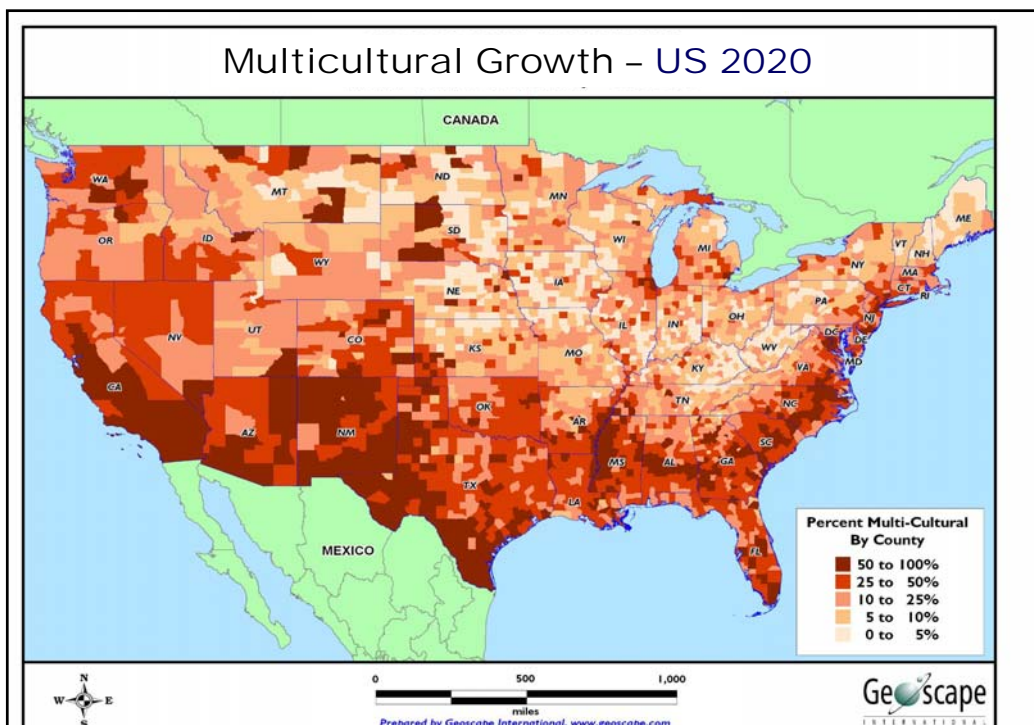 Multicultural Growth – US 2020
CANADA
WA
MT
ND
MN
ME
OR
ID
SD
WI
MI
VT
NH
NY
MA
CT
RI
WY
IA
NE
PA
NJ
NV
UT
CO
IL
IN
OH
DC
DE
MD
WV
VA
CA
KS
MO
KY
AZ
NM
OK
AR
TN
NC
SC
TX
MS
AL
GA
LA
FL
MEXICO
Percent Multi-Cultural
By County
50 to 100%
25 to 50%
10 to 25%
5 to 10%
0 to 5%
N
W E
S
0 500 1,000
miles
Prepared by Geoscape International, www.geoscape.com
Geoscape
INTERNATIONAL